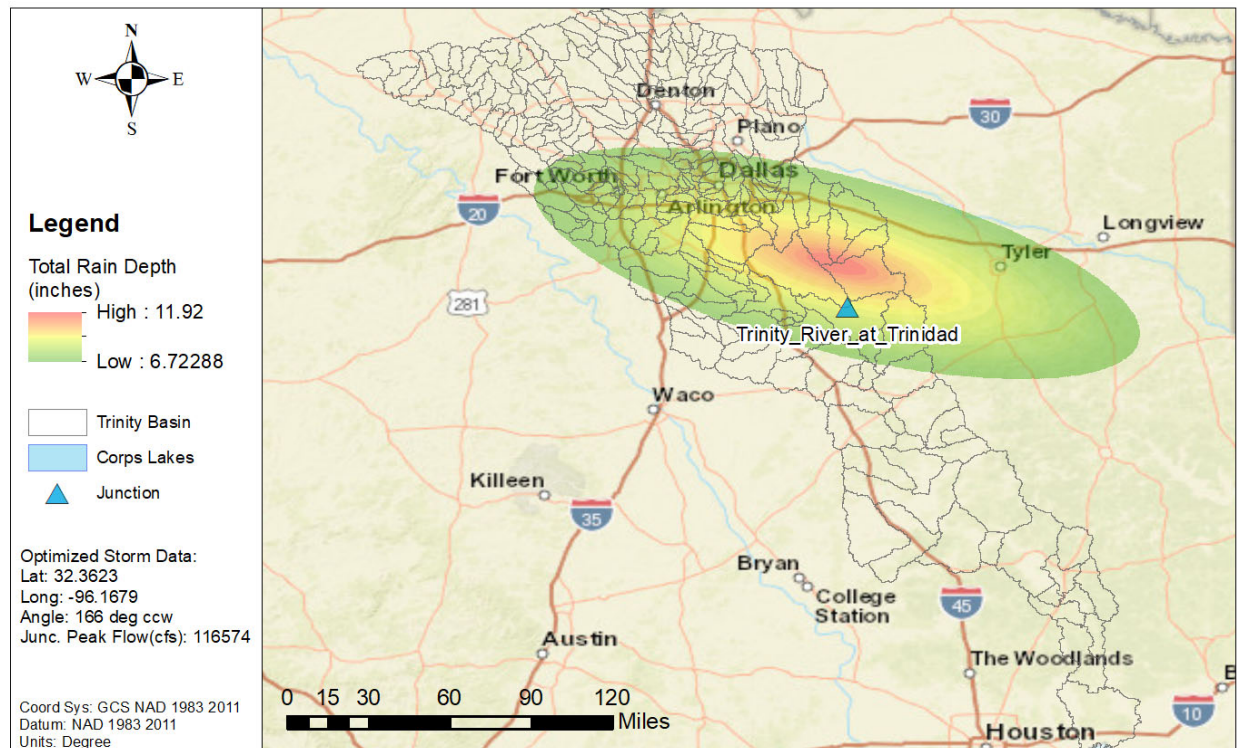 N
W E
S
Legend
Total Rain Depth
(inches)
High : 11.92
Low : 6.72288
Trinity Basin
Corps Lakes
Junction
Optimized Storm Data:
Lat: 32.3623
Long: -96.1679
Angle: 166 deg ccw
Junc. Peak Flow(cfs): 116574
Coord Sys: GCS NAD 1983 2011
Datum: NAD 1983 2011
Units: Degree
Denton
30
Plano
Fort Worth
Dallas
20
Arlington
Longview
Tyler
281
Trinity_River_at_Trinidad
Waco
Killeen
35
Bryan
College
Station
45
Austin
The Woodlands
B
10
Houston
0 15 30 60 90 120
Miles